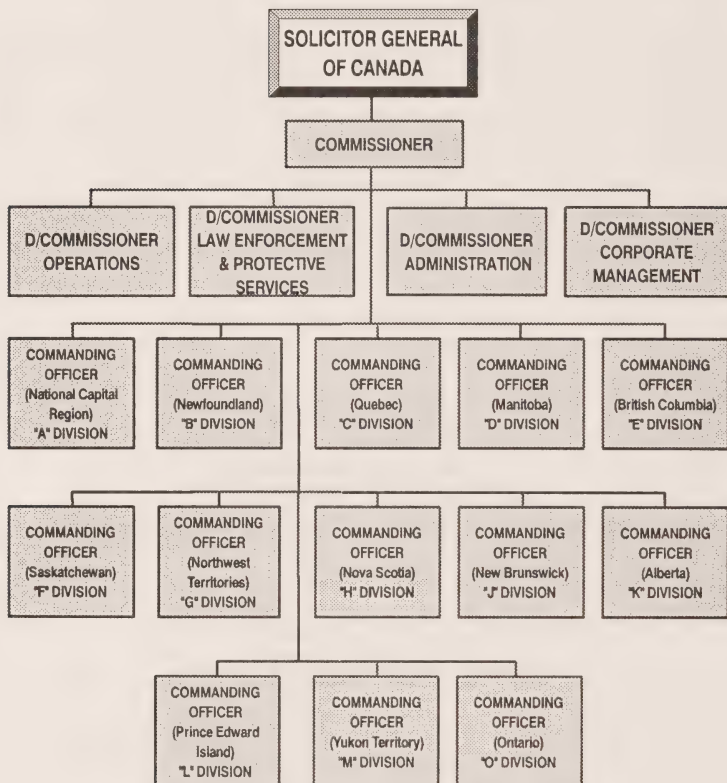 SOLICITOR GENERAL
OF CANADA
COMMISSIONER
D/COMMISSIONER
OPERATIONS
D/COMMISSIONER
LAW ENFORCEMENT
& PROTECTIVE
SERVICES
D/COMMISSIONER
ADMINISTRATION
D/COMMISSIONER
CORPORATE
MANAGEMENT
COMMANDING
OFFICER
(National Capital
Region)
"A" DIVISION
COMMANDING
OFFICER
(Newfoundland)
"B" DIVISION
COMMANDING
OFFICER
(Quebec)
"C" DIVISION
COMMANDING
OFFICER
(Manitoba)
"D" DIVISION
COMMANDING
OFFICER
(British Columbia)
"E" DIVISION
COMMANDING
OFFICER
(Saskatchewan)
"F" DIVISION
COMMANDING
OFFICER
(Northwest
Territories)
"G" DIVISION
COMMANDING
OFFICER
(Nova Scotia)
"H" DIVISION
COMMANDING
OFFICER
(New Brunswick)
"J" DIVISION
COMMANDING
OFFICER
(Alberta)
"K" DIVISION
COMMANDING
OFFICER
(Prince Edward
Island)
"L" DIVISION
COMMANDING
OFFICER
(Yukon Territory)
"M" DIVISION
COMMANDING
OFFICER
(Ontario)
"O" DIVISION